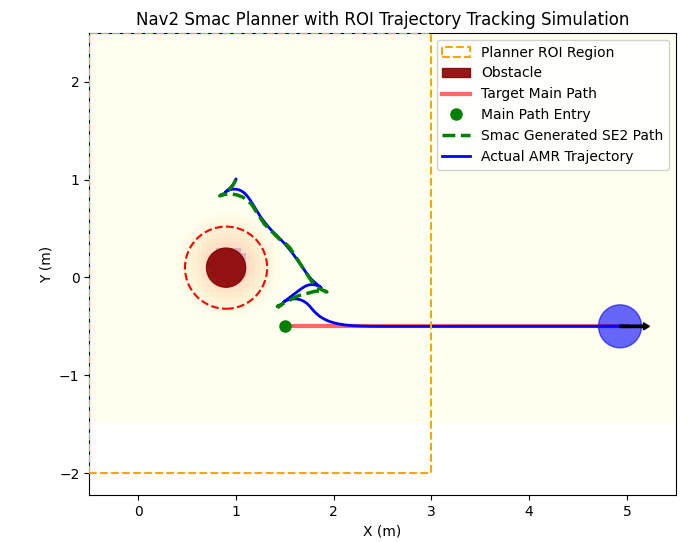 Nav2 Smac Planner with ROI Trajectory Tracking Simulation
Planner ROI Region
Obstacle
Target Main Path
Main Path Entry
Smac Generated SE2 Path
Actual AMR Trajectory
2
1
0
−1
−2
Y (m)
0
1
2
3
4
5
X (m)